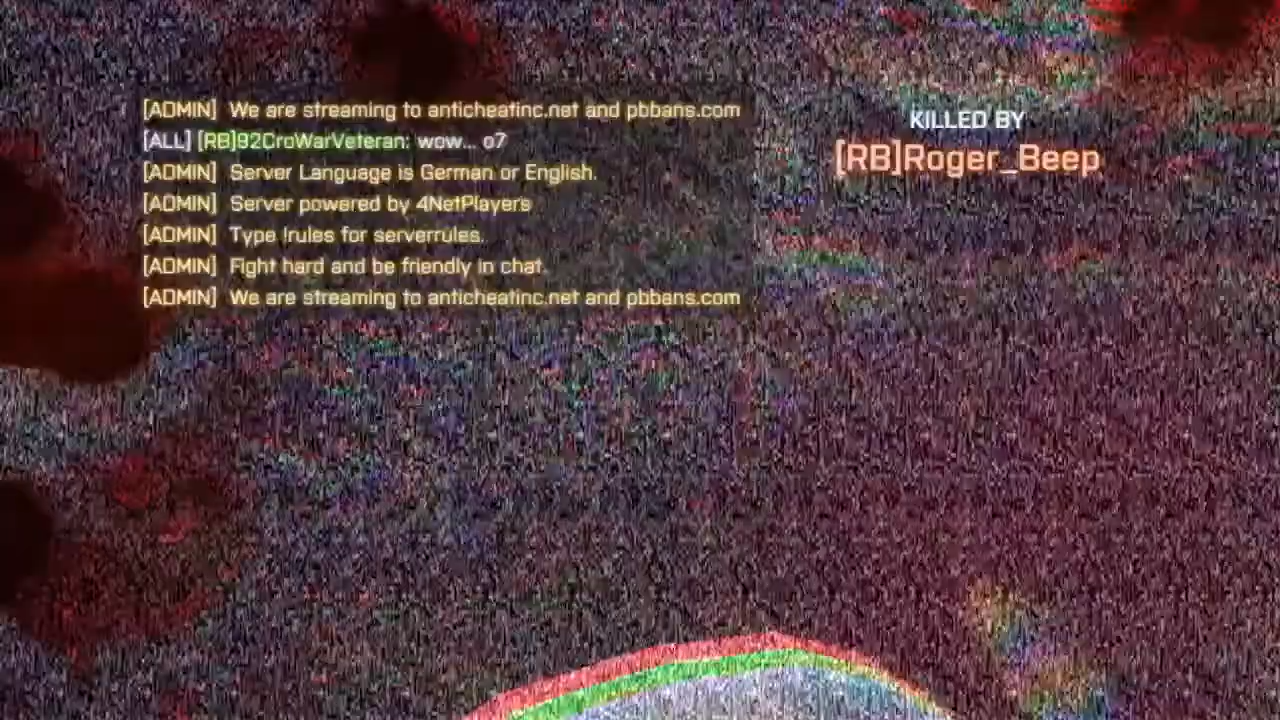 [ADMIN] We are streaming to anticheatinc.net and pbbans.com
[ALL] [RB]92CroWarVeteran: wow... o7
[ADMIN] Server Language is German or English.
[ADMIN] Server powered by 4NetPlayers
[ADMIN] Type !rules for serverrules.
[ADMIN] Fight hard and be friendly in chat.
[ADMIN] We are streaming to anticheatinc.net and pbbans.com
KILLED BY
[RB]Roger_Beep